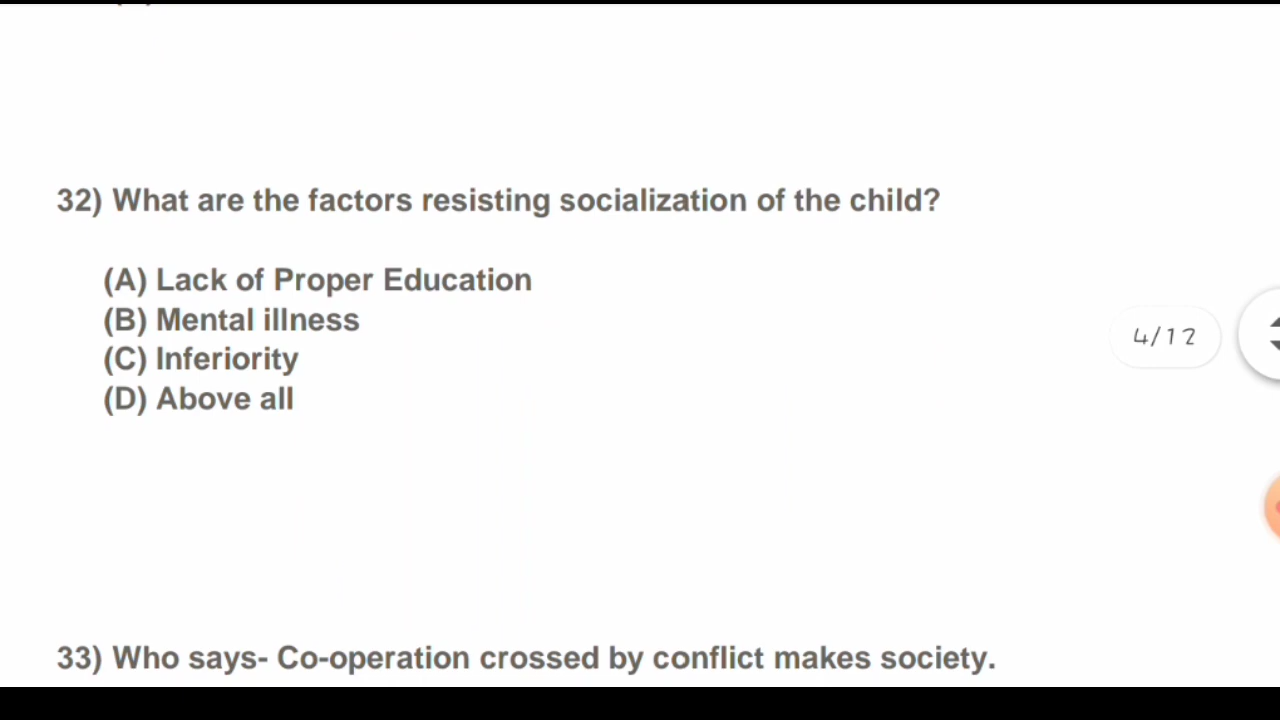 32) What are the factors resisting socialization of the child?
(A) Lack of Proper Education
(B) Mental illness
(C) Inferiority
(D) Above all
4/12
33) Who says- Co-operation crossed by conflict makes society.